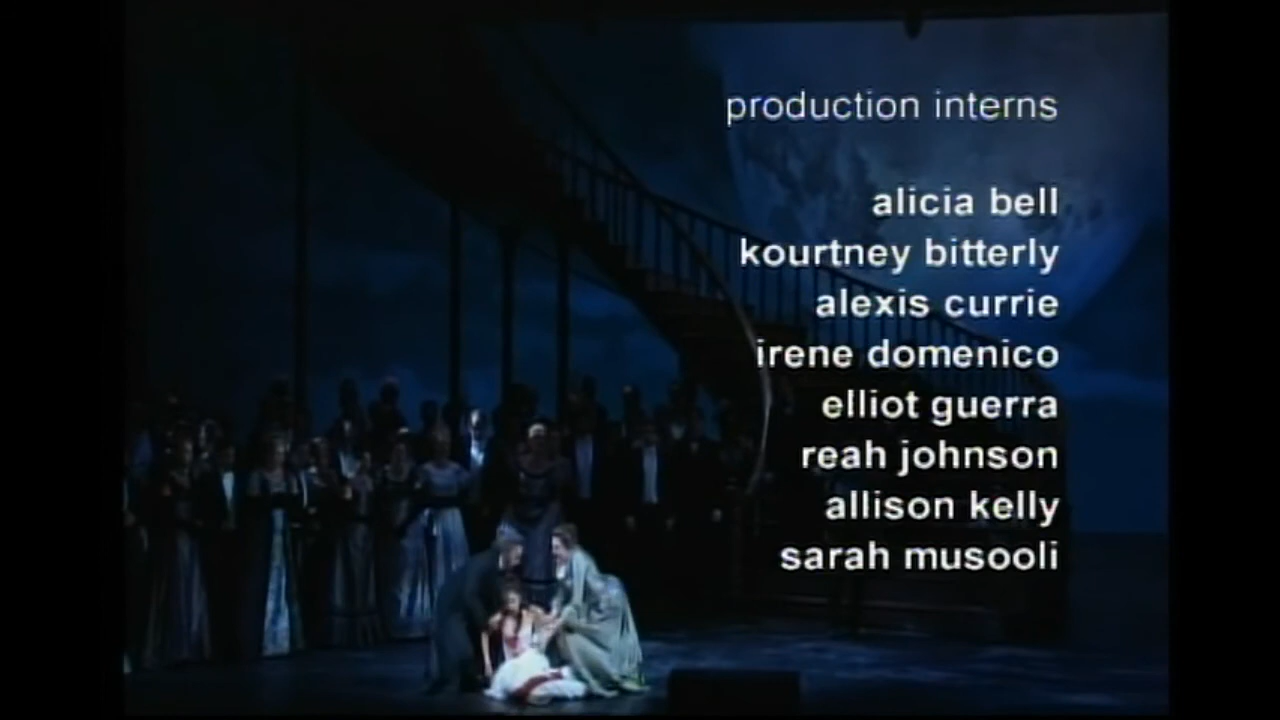 production interns
alicia bell
kourtney bitterly
alexis currie
irene domenico
elliot guerra
reah johnson
allison kelly
sarah musooli